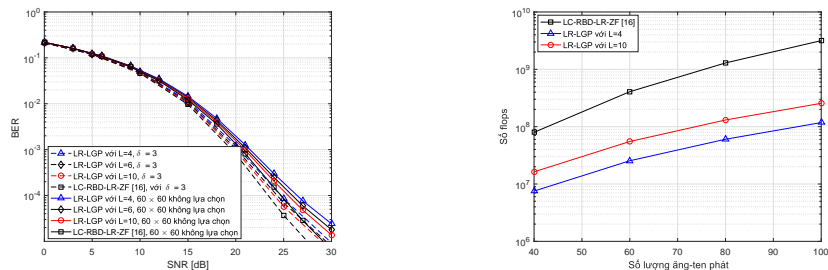 10^0
10^-1
10^-2
10^-3
10^-4
BER
LR-LGP với L=4, δ = 3
LR-LGP với L=6, δ = 3
LR-LGP với L=10, δ = 3
LC-RBD-LR-ZF [16], với δ = 3
LR-LGP với L=4, 60 × 60 không lựa chọn
LR-LGP với L=6, 60 × 60 không lựa chọn
LR-LGP với L=10, 60 × 60 không lựa chọn
LC-RBD-LR-ZF [16], 60 × 60 không lựa chọn
0 5 10 15 20 25 30
SNR [dB]
10^10
10^9
10^8
10^7
10^6
Số flops
LC-RBD-LR-ZF [16]
LR-LGP với L=4
LR-LGP với L=10
40 50 60 70 80 90 100
Số lượng ăng-ten phát